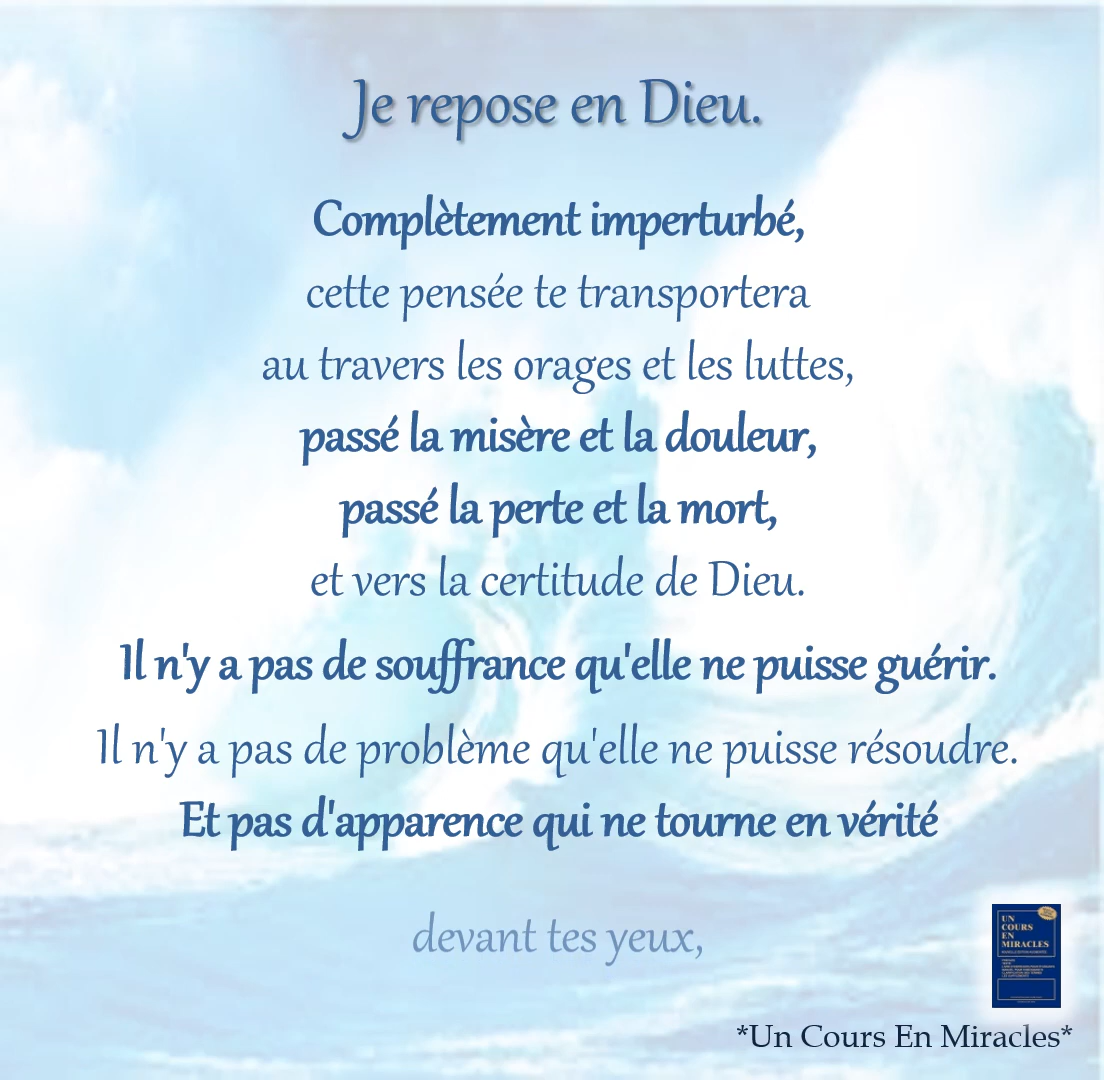 Je repose en Dieu.
Complètement imperturbé,
cette pensée te transportera
au travers les orages et les luttes,
passé la misère et la douleur,
passé la perte et la mort,
et vers la certitude de Dieu.
Il n'y a pas de souffrance qu'elle ne puisse guérir.
Il n'y a pas de problème qu'elle ne puisse résoudre.
Et pas d'apparence qui ne tourne en vérité
devant tes yeux,
UN
COURS
EN
MIRACLES
*Un Cours En Miracles*